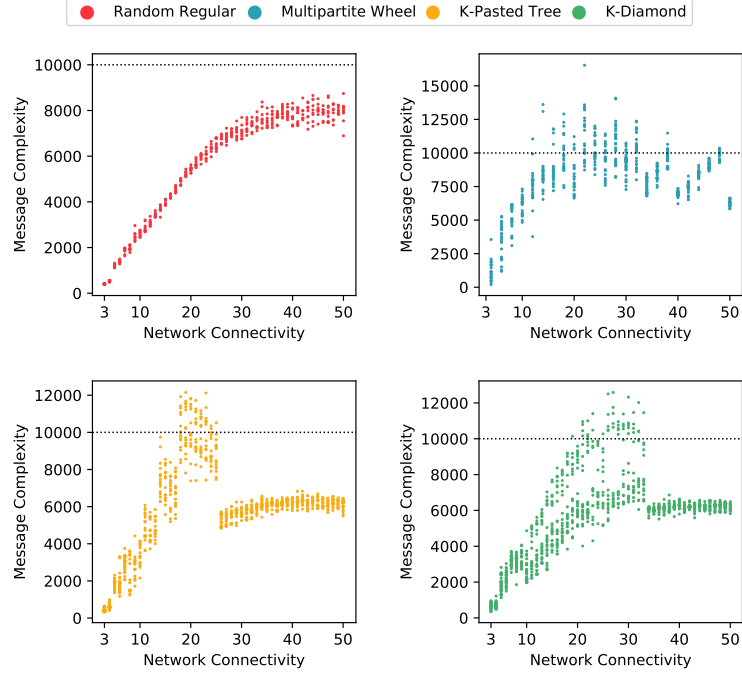 Random Regular Multipartite Wheel K-Pasted Tree K-Diamond
10000
8000
6000
4000
2000
0
Message Complexity
3 10 20 30 40 50
Network Connectivity
15000
12500
10000
7500
5000
2500
0
Message Complexity
3 10 20 30 40 50
Network Connectivity
12000
10000
8000
6000
4000
2000
0
Message Complexity
3 10 20 30 40 50
Network Connectivity
12000
10000
8000
6000
4000
2000
0
Message Complexity
3 10 20 30 40 50
Network Connectivity